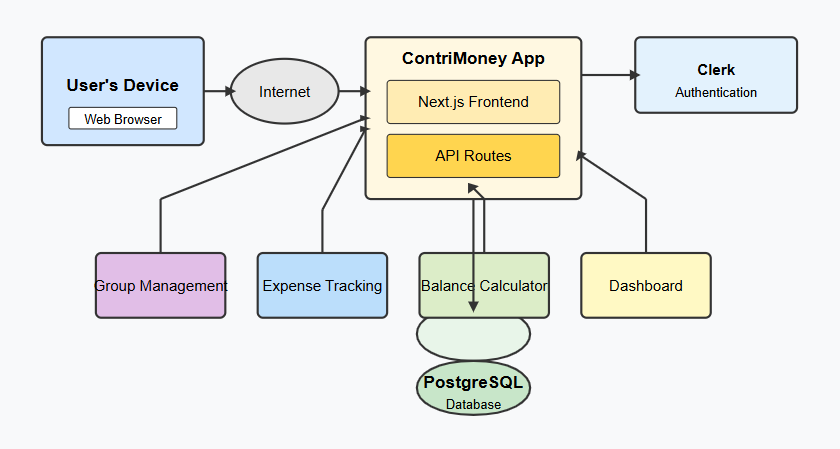 User's Device
Web Browser
Internet
ContriMoney App
Next.js Frontend
API Routes
Clerk
Authentication
Group Management
Expense Tracking
Balance Calculator
Dashboard
PostgreSQL
Database